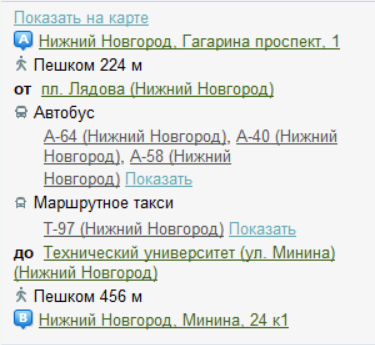 Показать на карте
A Нижний Новгород, Гагарина проспект, 1
Пешком 224 м
от пл. Лядова (Нижний Новгород)
Автобус
А-64 (Нижний Новгород), А-40 (Нижний
Новгород), А-58 (Нижний
Новгород) Показать
Маршрутное такси
Т-97 (Нижний Новгород) Показать
до Технический университет (ул. Минина)
(Нижний Новгород)
Пешком 456 м
B Нижний Новгород, Минина, 24 к1